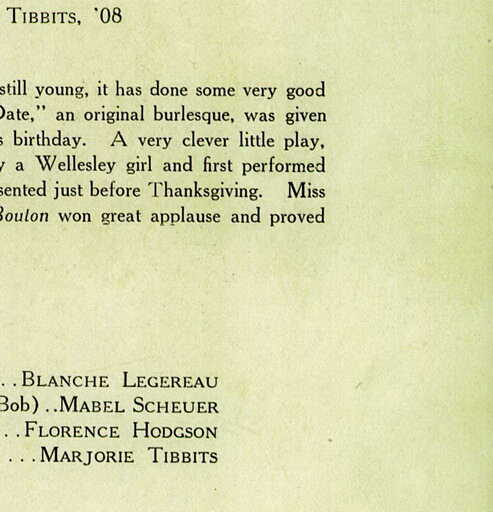 TIBBITS, '08
still young, it has done some very good
Date," an original burlesque, was given
s birthday. A very clever little play,
y a Wellesley girl and first performed
sented just before Thanksgiving. Miss
Bouton won great applause and proved
..BLANCHE LEGEREAU
Bob)..MABEL SCHEUER
..FLORENCE HODGSON
...MARJORIE TIBBITS